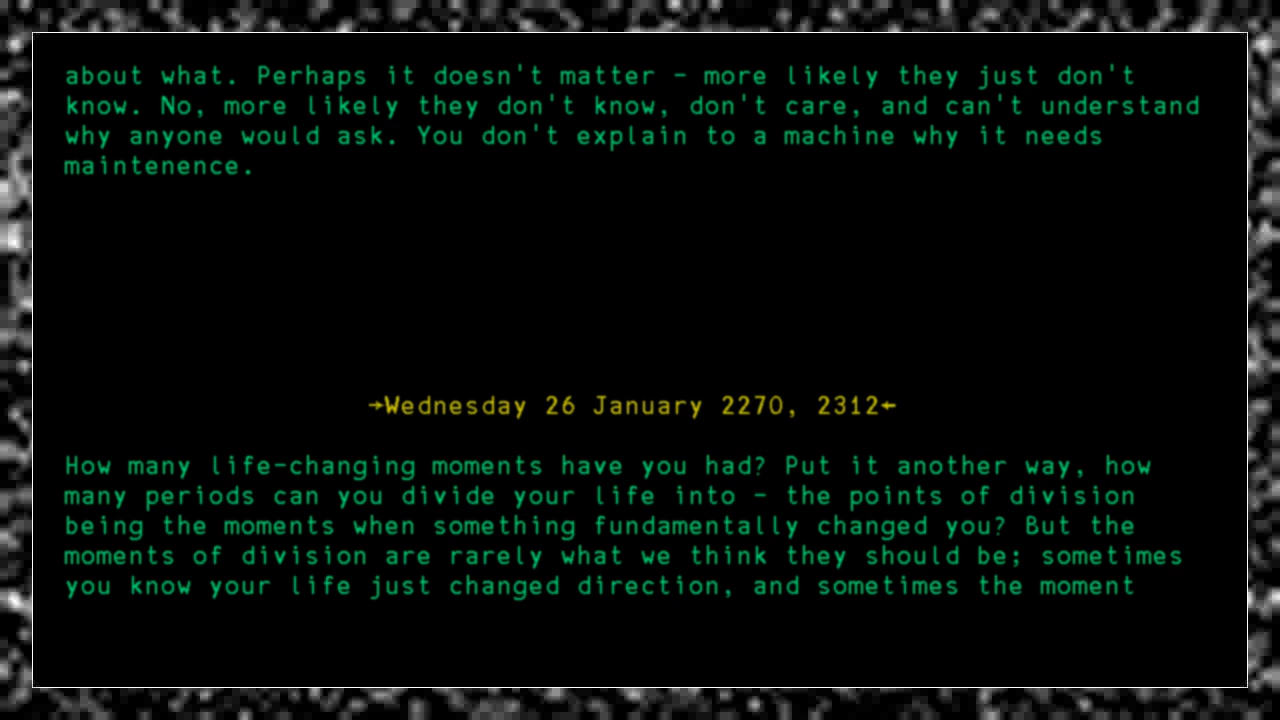 about what. Perhaps it doesn't matter - more likely they just don't
know. No, more likely they don't know, don't care, and can't understand
why anyone would ask. You don't explain to a machine why it needs
maintenence.
→Wednesday 26 January 2270, 2312←
How many life-changing moments have you had? Put it another way, how
many periods can you divide your life into - the points of division
being the moments when something fundamentally changed you? But the
moments of division are rarely what we think they should be; sometimes
you know your life just changed direction, and sometimes the moment